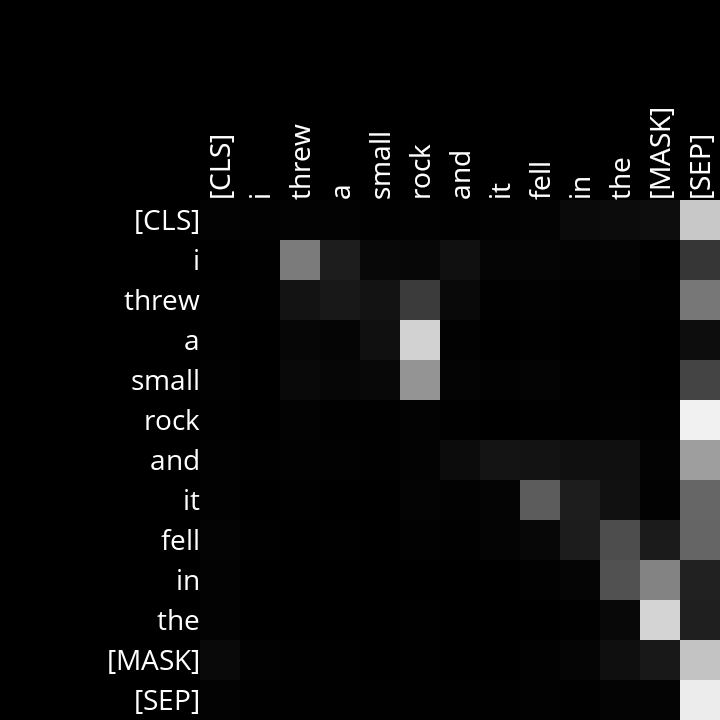 [CLS] i threw a small rock and it fell in the [MASK] [SEP]
[CLS]
i
threw
a
small
rock
and
it
fell
in
the
[MASK]
[SEP]